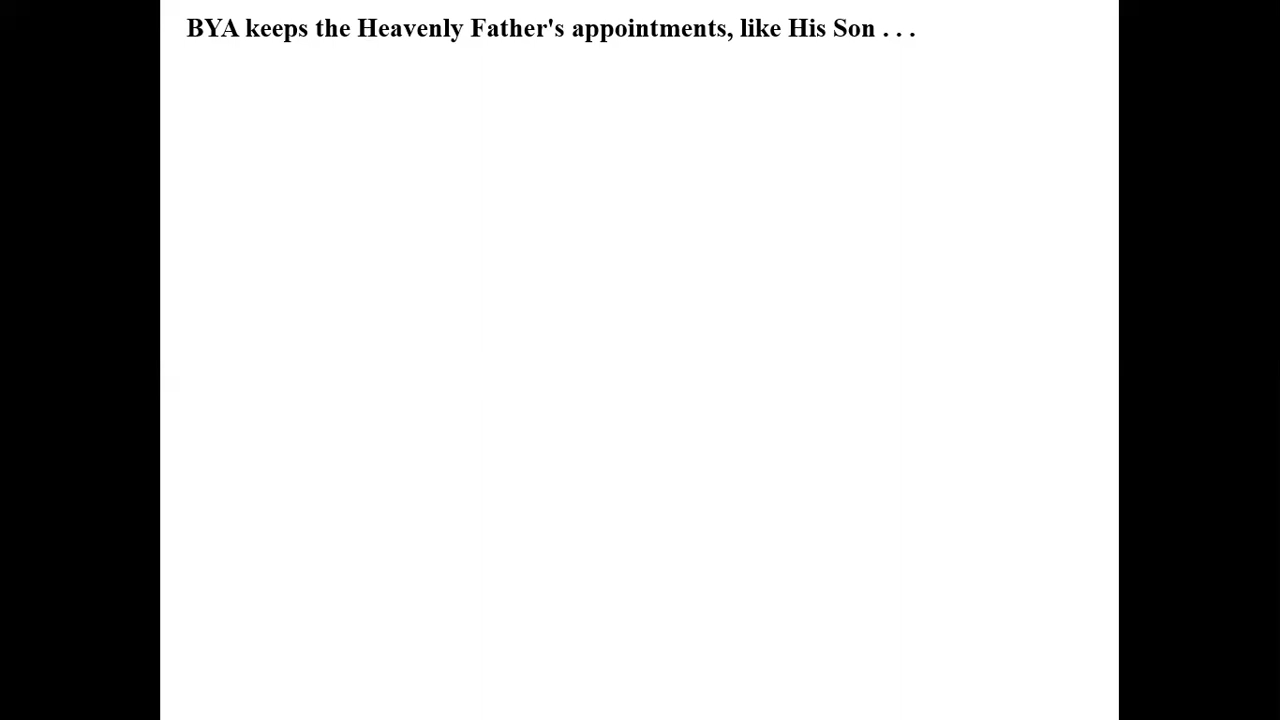 BYA keeps the Heavenly Father's appointments, like His Son . . .